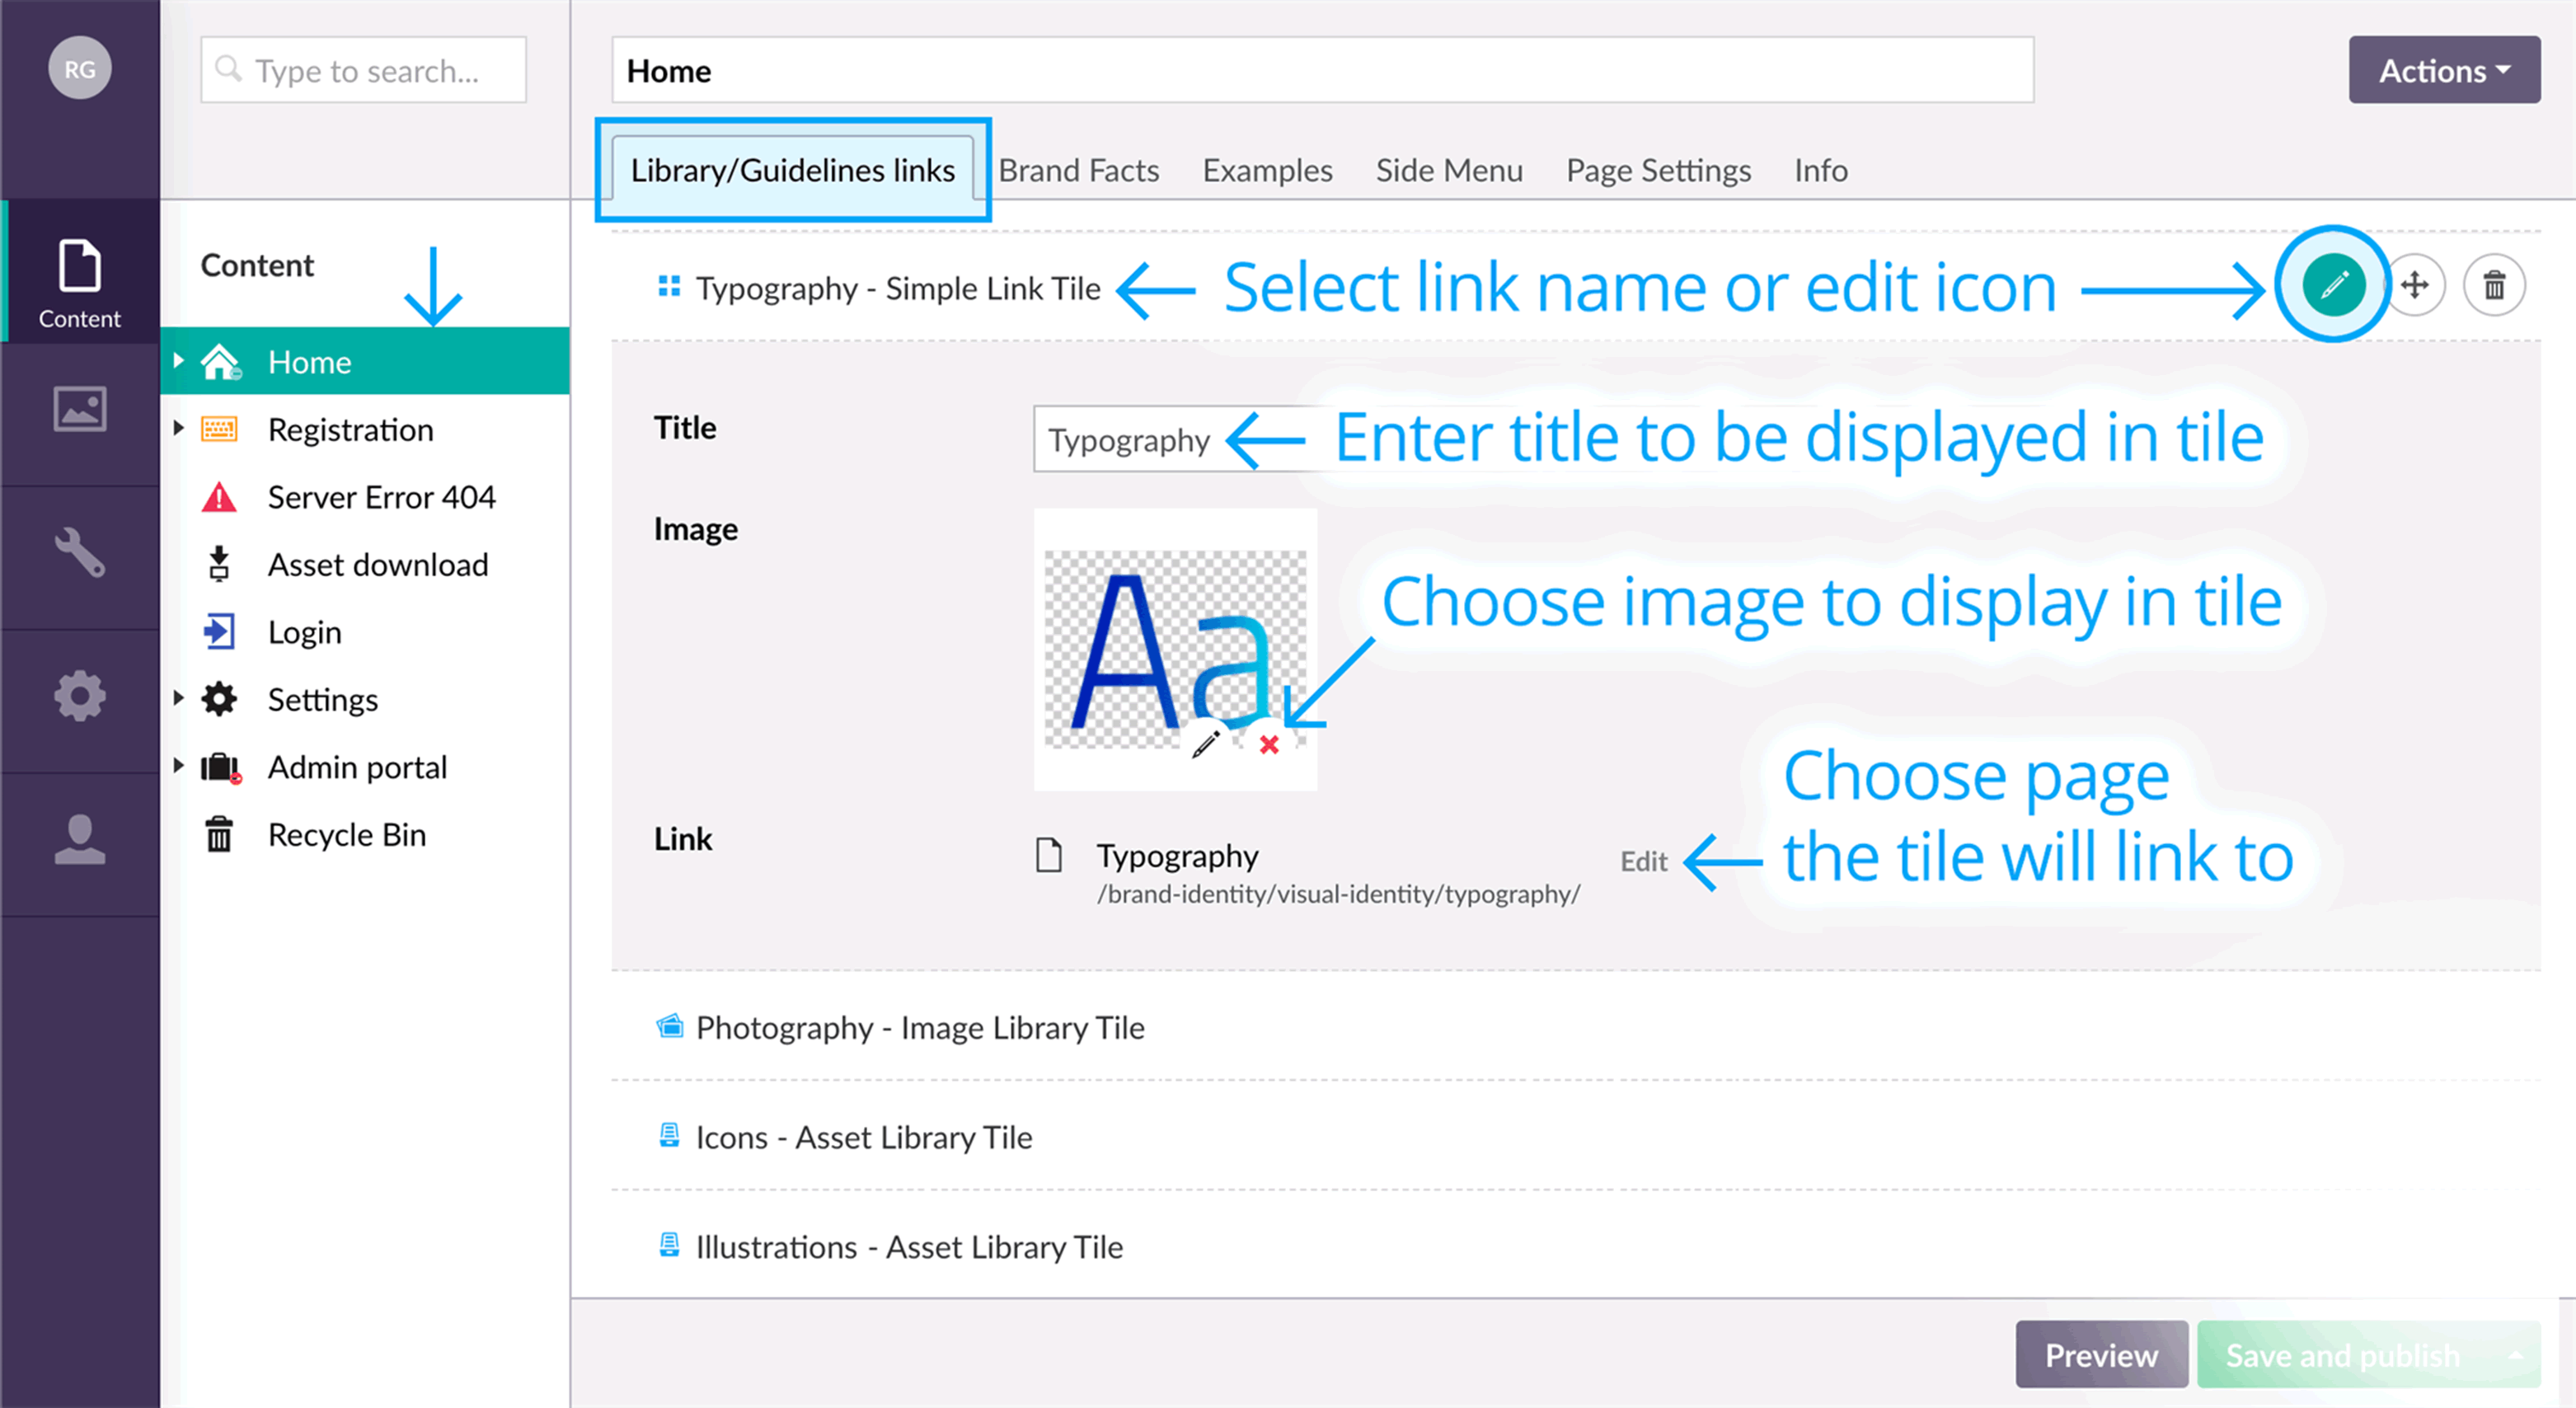 RG
Type to search...
Home
Actions
Library/Guidelines links
Brand Facts
Examples
Side Menu
Page Settings
Info
Content
Content
Home
Registration
Server Error 404
Asset download
Login
Settings
Admin portal
Recycle Bin
Typography - Simple Link Tile
Select link name or edit icon
Title
Typography
Enter title to be displayed in tile
Image
Aa
Choose image to display in tile
Link
Typography
/brand-identity/visual-identity/typography/
Edit
Choose page
the tile will link to
Photography - Image Library Tile
Icons - Asset Library Tile
Illustrations - Asset Library Tile
Preview
Save and publish